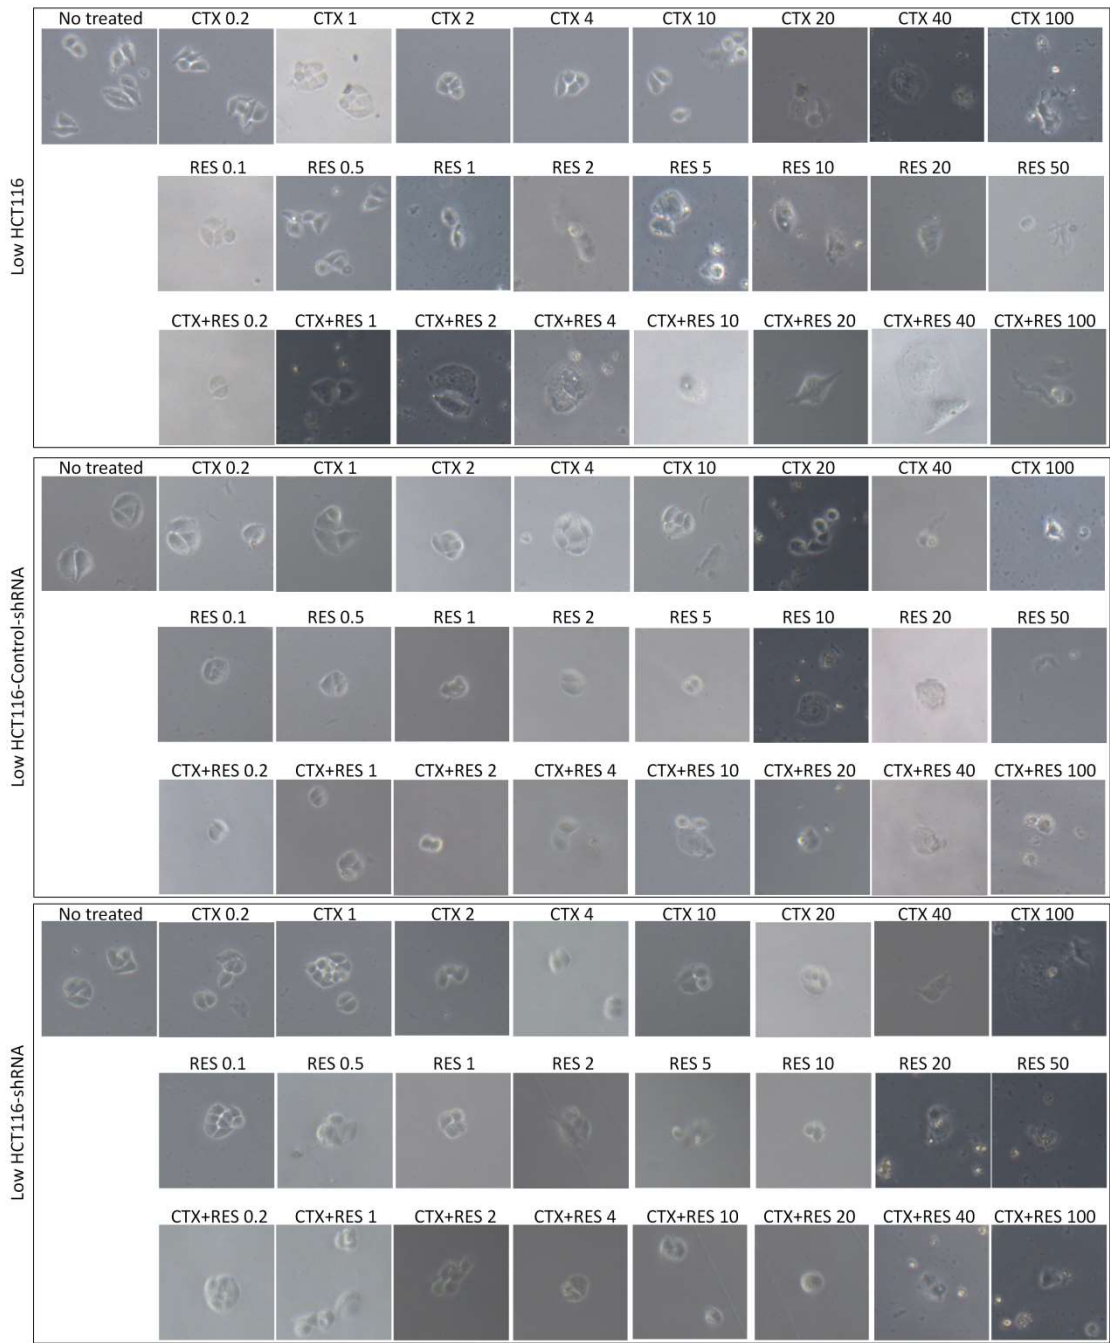 No treated CTX 0.2 CTX 1 CTX 2 CTX 4 CTX 10 CTX 20 CTX 40 CTX 100
Low HCT116
RES 0.1 RES 0.5 RES 1 RES 2 RES 5 RES 10 RES 20 RES 50
CTX+RES 0.2 CTX+RES 1 CTX+RES 2 CTX+RES 4 CTX+RES 10 CTX+RES 20 CTX+RES 40 CTX+RES 100
No treated CTX 0.2 CTX 1 CTX 2 CTX 4 CTX 10 CTX 20 CTX 40 CTX 100
Low HCT116-Control-shRNA
RES 0.1 RES 0.5 RES 1 RES 2 RES 5 RES 10 RES 20 RES 50
CTX+RES 0.2 CTX+RES 1 CTX+RES 2 CTX+RES 4 CTX+RES 10 CTX+RES 20 CTX+RES 40 CTX+RES 100
No treated CTX 0.2 CTX 1 CTX 2 CTX 4 CTX 10 CTX 20 CTX 40 CTX 100
Low HCT116-shRNA
RES 0.1 RES 0.5 RES 1 RES 2 RES 5 RES 10 RES 20 RES 50
CTX+RES 0.2 CTX+RES 1 CTX+RES 2 CTX+RES 4 CTX+RES 10 CTX+RES 20 CTX+RES 40 CTX+RES 100